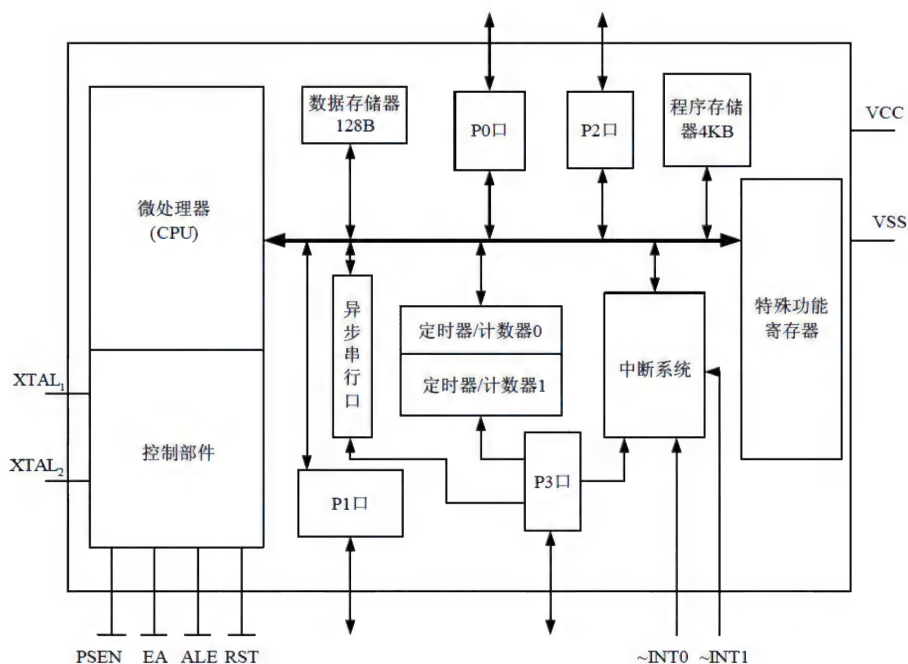 数据存储器
128B
P0口
P2口
程序存储
器4KB
VCC
微处理器
(CPU)
VSS
特殊功能
寄存器
异
步
串
行
口
定时器/计数器0
定时器/计数器1
中断系统
XTAL1
控制部件
XTAL2
P1口
P3口
PSEN EA ALE RST
~INT0 ~INT1